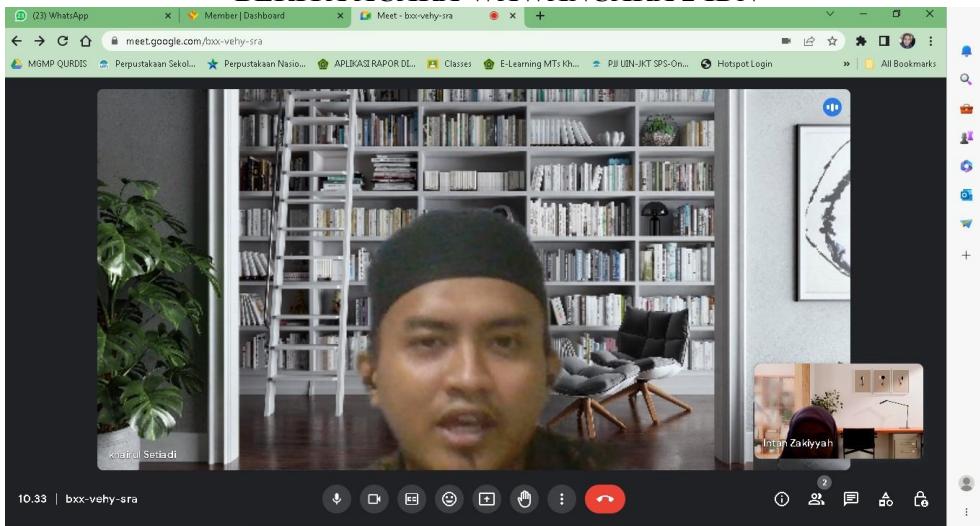 (23) WhatsApp
Member | Dashboard
Meet - bxx-vehy-sra
meet.google.com/bxx-vehy-sra
MGMP QURDIS
Perpustakaan Sekol...
Perpustakaan Nasio...
APLIKASI RAPOR DI...
Classes
E-Learning MTs Kh...
PJJ UIN-JKT SPS-On...
Hotspot Login
»
All Bookmarks
khairul Setiadi
Intan Zakiyyah
10.33 | bxx-vehy-sra
2